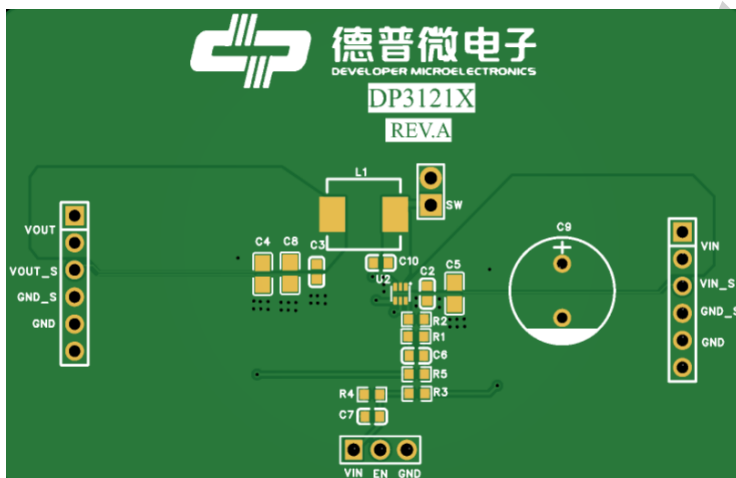 德普微电子
DEVELOPER MICROELECTRONICS
DP3121X
REV.A
L1
SW
VOUT
VOUT_S
GND_S
GND
C4
C8
C3
C10
U2
C2
C5
C9
VIN
VIN_S
GND_S
GND
R2
R1
C6
R5
R4
R3
C7
VIN EN GND